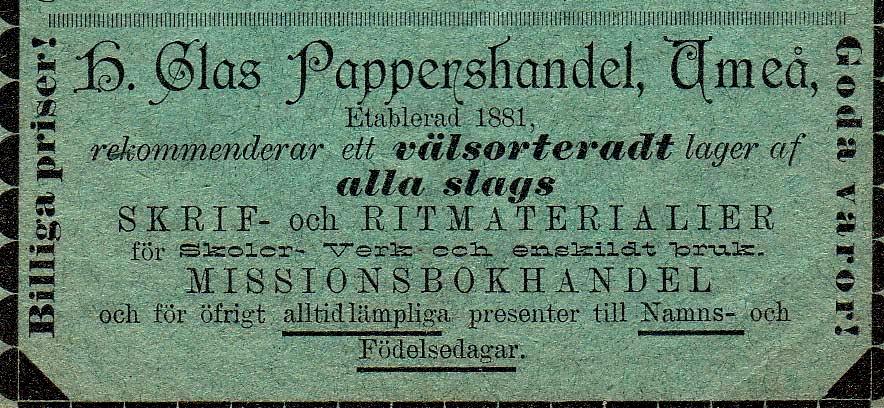 H. Glas Pappershandel, Umeå,
Etablerad 1881,
rekommenderar ett välsorteradt lager af
alla slags
SKRIF- och RITMATERIALIER
för Skolor- Verk- och enskildt bruk.
MISSIONSBOKHANDEL
och för öfrigt alltid lämpliga presenter till Namns- och
Födelsedagar.
Billiga priser!
Goda varor!